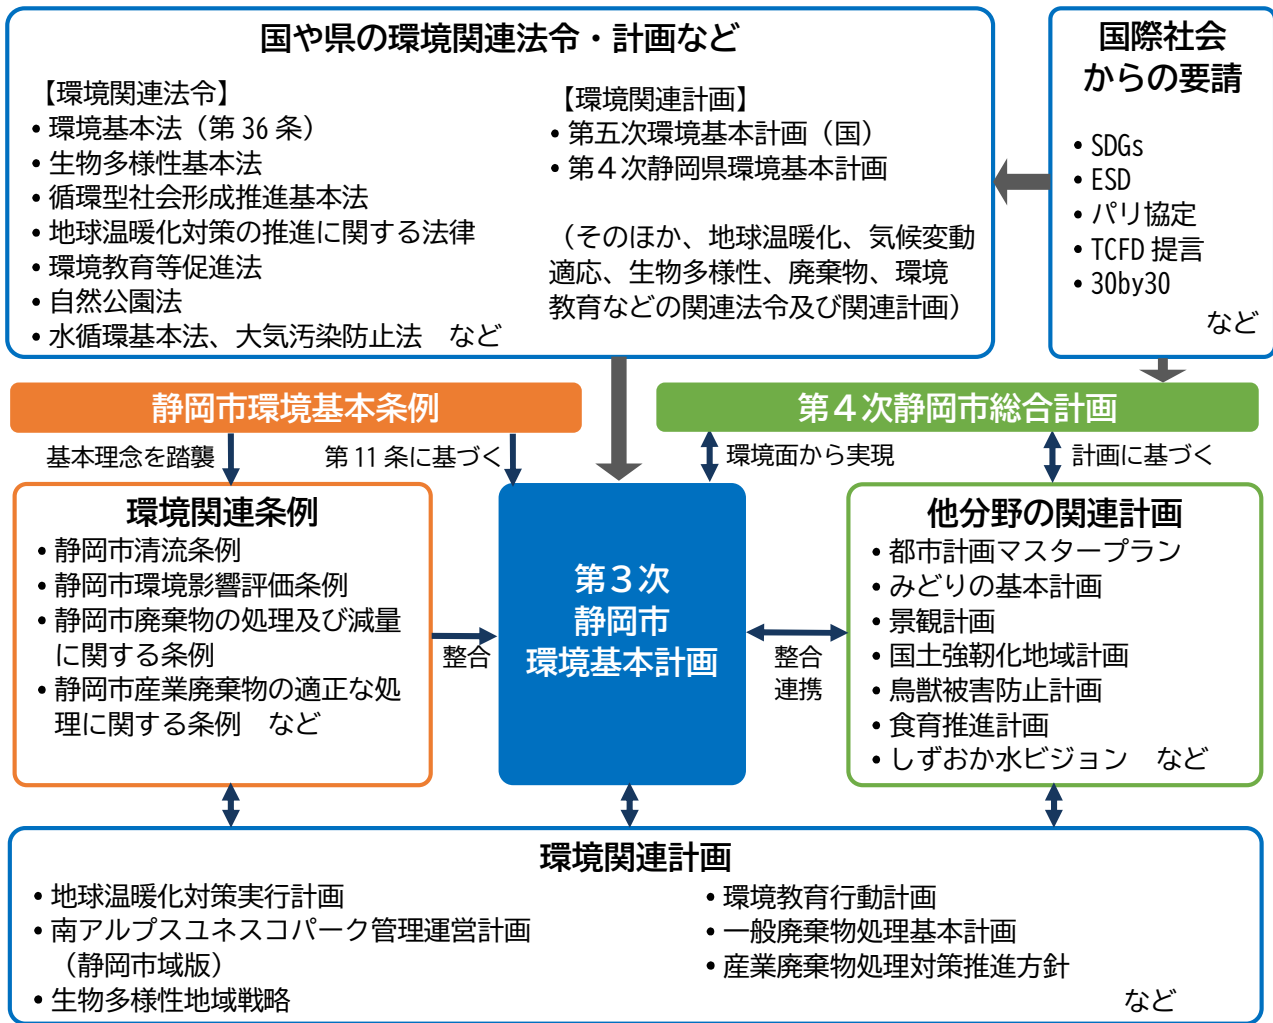 国や県の環境関連法令・計画など
【環境関連法令】
• 環境基本法（第 36 条）
• 生物多様性基本法
• 循環型社会形成推進基本法
• 地球温暖化対策の推進に関する法律
• 環境教育等促進法
• 自然公園法
• 水循環基本法、大気汚染防止法　など
【環境関連計画】
• 第五次環境基本計画（国）
• 第４次静岡県環境基本計画
（そのほか、地球温暖化、気候変動
適応、生物多様性、廃棄物、環境
教育などの関連法令及び関連計画）
国際社会
からの要請
• SDGs
• ESD
• パリ協定
• TCFD 提言
• 30by30
など
静岡市環境基本条例
第４次静岡市総合計画
基本理念を踏襲
第 11 条に基づく
環境面から実現
計画に基づく
環境関連条例
• 静岡市清流条例
• 静岡市環境影響評価条例
• 静岡市廃棄物の処理及び減量
に関する条例
• 静岡市産業廃棄物の適正な処
理に関する条例　など
整合
第３次
静岡市
環境基本計画
整合
連携
他分野の関連計画
• 都市計画マスタープラン
• みどりの基本計画
• 景観計画
• 国土強靭化地域計画
• 鳥獣被害防止計画
• 食育推進計画
• しずおか水ビジョン　など
環境関連計画
• 地球温暖化対策実行計画
• 南アルプスユネスコパーク管理運営計画
（静岡市域版）
• 生物多様性地域戦略
• 環境教育行動計画
• 一般廃棄物処理基本計画
• 産業廃棄物処理対策推進方針
など